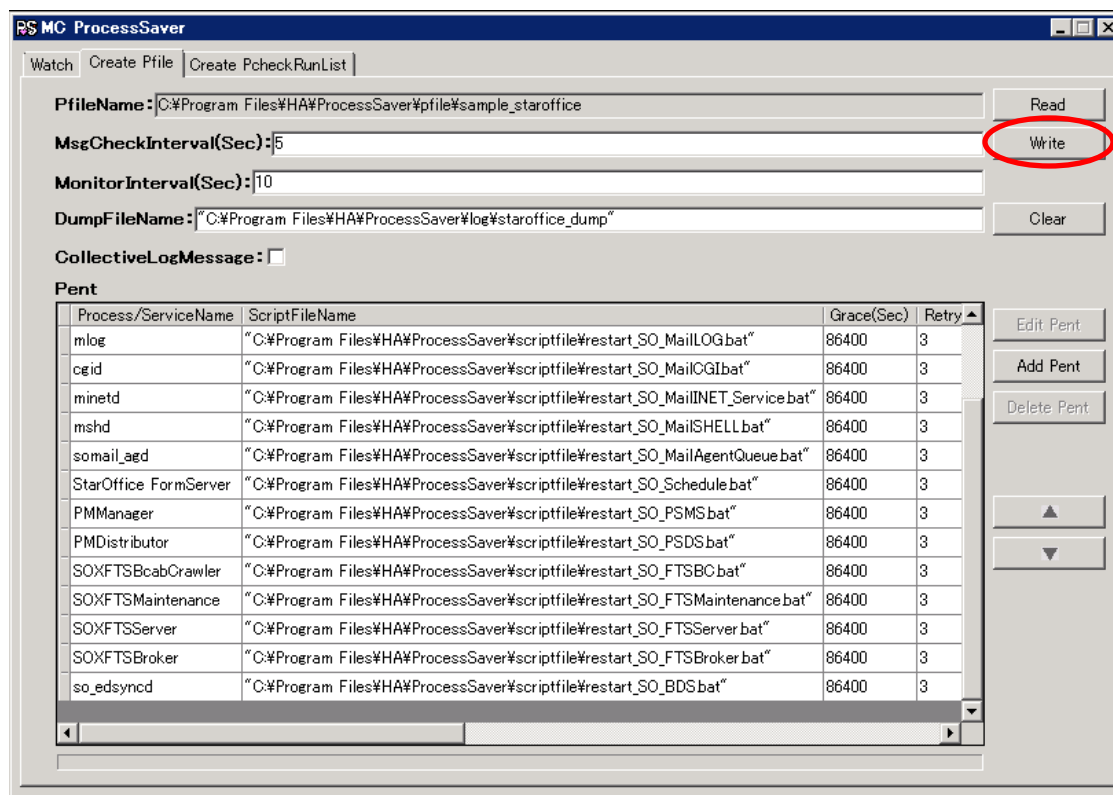 MC ProcessSaver
Watch Create Pfile Create PcheckRunList
PfileName: C:¥Program Files¥HA¥ProcessSaver¥pfile¥sample_staroffice Read
MsgCheckInterval(Sec): 5 Write
MonitorInterval(Sec): 10
DumpFileName: "C:¥Program Files¥HA¥ProcessSaver¥log¥staroffice_dump" Clear
CollectiveLogMessage:
Pent
Process/ServiceName ScriptFileName Grace(Sec) Retry
Edit Pent
mlog "C:¥Program Files¥HA¥ProcessSaver¥scriptfile¥restart_SO_MailLOG.bat" 86400 3
cgid "C:¥Program Files¥HA¥ProcessSaver¥scriptfile¥restart_SO_MailCGI.bat" 86400 3 Add Pent
minetd "C:¥Program Files¥HA¥ProcessSaver¥scriptfile¥restart_SO_MailINET_Service.bat" 86400 3 Delete Pent
mshd "C:¥Program Files¥HA¥ProcessSaver¥scriptfile¥restart_SO_MailSHELL.bat" 86400 3
somail_agd "C:¥Program Files¥HA¥ProcessSaver¥scriptfile¥restart_SO_MailAgentQueue.bat" 86400 3
StarOffice FormServer "C:¥Program Files¥HA¥ProcessSaver¥scriptfile¥restart_SO_Schedule.bat" 86400 3
PMManager "C:¥Program Files¥HA¥ProcessSaver¥scriptfile¥restart_SO_PSMS.bat" 86400 3 ▲
PMDistributor "C:¥Program Files¥HA¥ProcessSaver¥scriptfile¥restart_SO_PSDS.bat" 86400 3 ▼
SOXFTSBcabCrawler "C:¥Program Files¥HA¥ProcessSaver¥scriptfile¥restart_SO_FTSBC.bat" 86400 3
SOXFTSMaintenance "C:¥Program Files¥HA¥ProcessSaver¥scriptfile¥restart_SO_FTSMaintenance.bat" 86400 3
SOXFTSServer "C:¥Program Files¥HA¥ProcessSaver¥scriptfile¥restart_SO_FTSServer.bat" 86400 3
SOXFTSBroker "C:¥Program Files¥HA¥ProcessSaver¥scriptfile¥restart_SO_FTSBroker.bat" 86400 3
so_edsyncd "C:¥Program Files¥HA¥ProcessSaver¥scriptfile¥restart_SO_BDS.bat" 86400 3